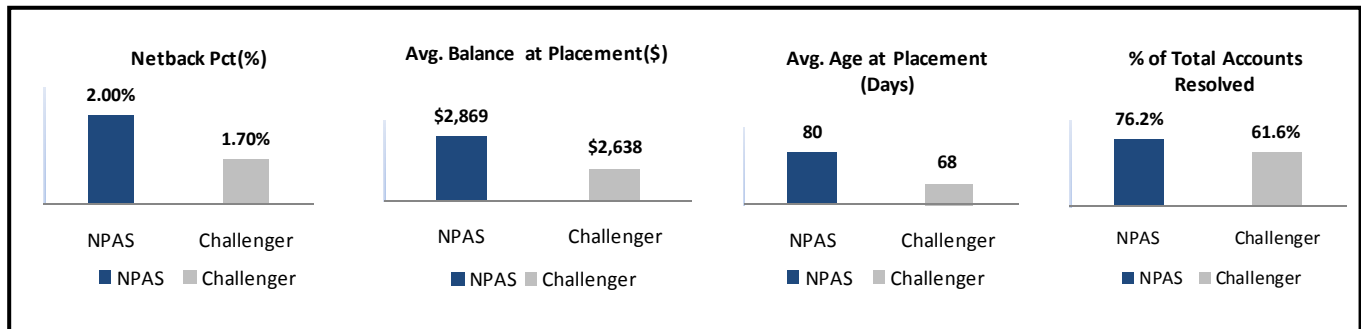 Netback Pct(%)
2.00%
1.70%
NPAS Challenger
NPAS Challenger
Avg. Balance at Placement($)
$2,869
$2,638
NPAS Challenger
NPAS Challenger
Avg. Age at Placement
(Days)
80
68
NPAS Challenger
NPAS Challenger
% of Total Accounts
Resolved
76.2%
61.6%
NPAS Challenger
NPAS Challenger